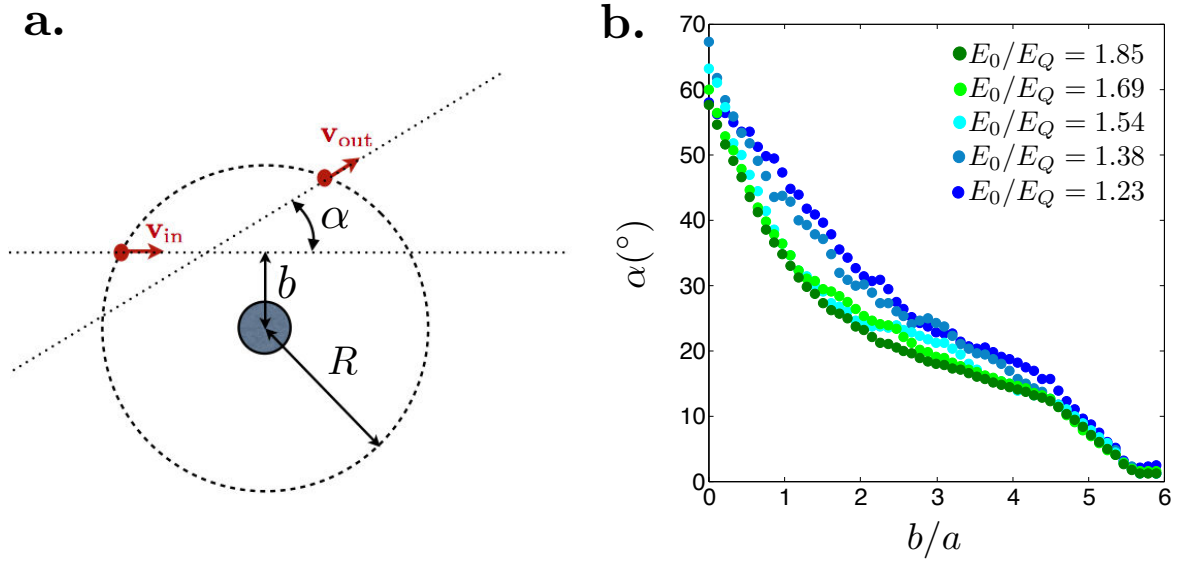 a.
v_out
v_in
α
b
R
b.
70
60
50
40
30
20
10
0
α(°)
E_0/E_Q = 1.85
E_0/E_Q = 1.69
E_0/E_Q = 1.54
E_0/E_Q = 1.38
E_0/E_Q = 1.23
0 1 2 3 4 5 6
b/a